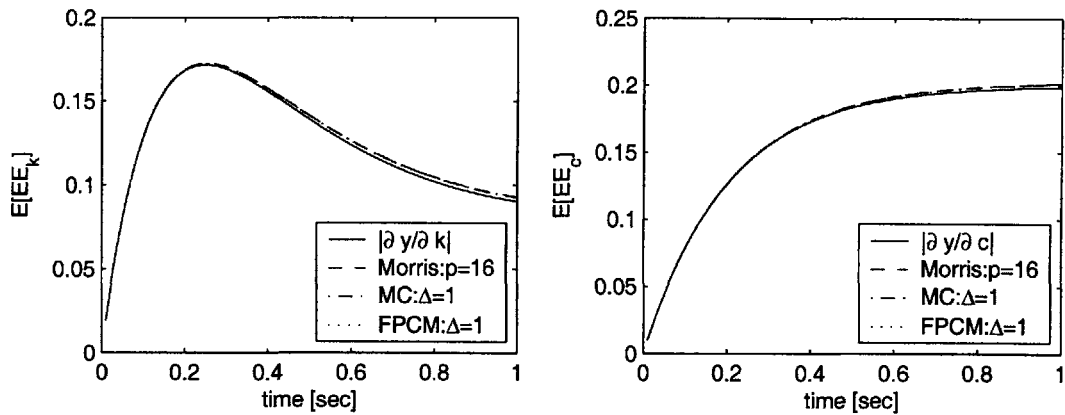 0.2
0.15
0.1
0.05
0
E[EE_k]
0 0.2 0.4 0.6 0.8 1
time [sec]
|∂ y/∂ k|
Morris:p=16
MC:Δ=1
FPCM:Δ=1
0.25
0.2
0.15
0.1
0.05
0
E[EE_c]
0 0.2 0.4 0.6 0.8 1
time [sec]
|∂ y/∂ c|
Morris:p=16
MC:Δ=1
FPCM:Δ=1